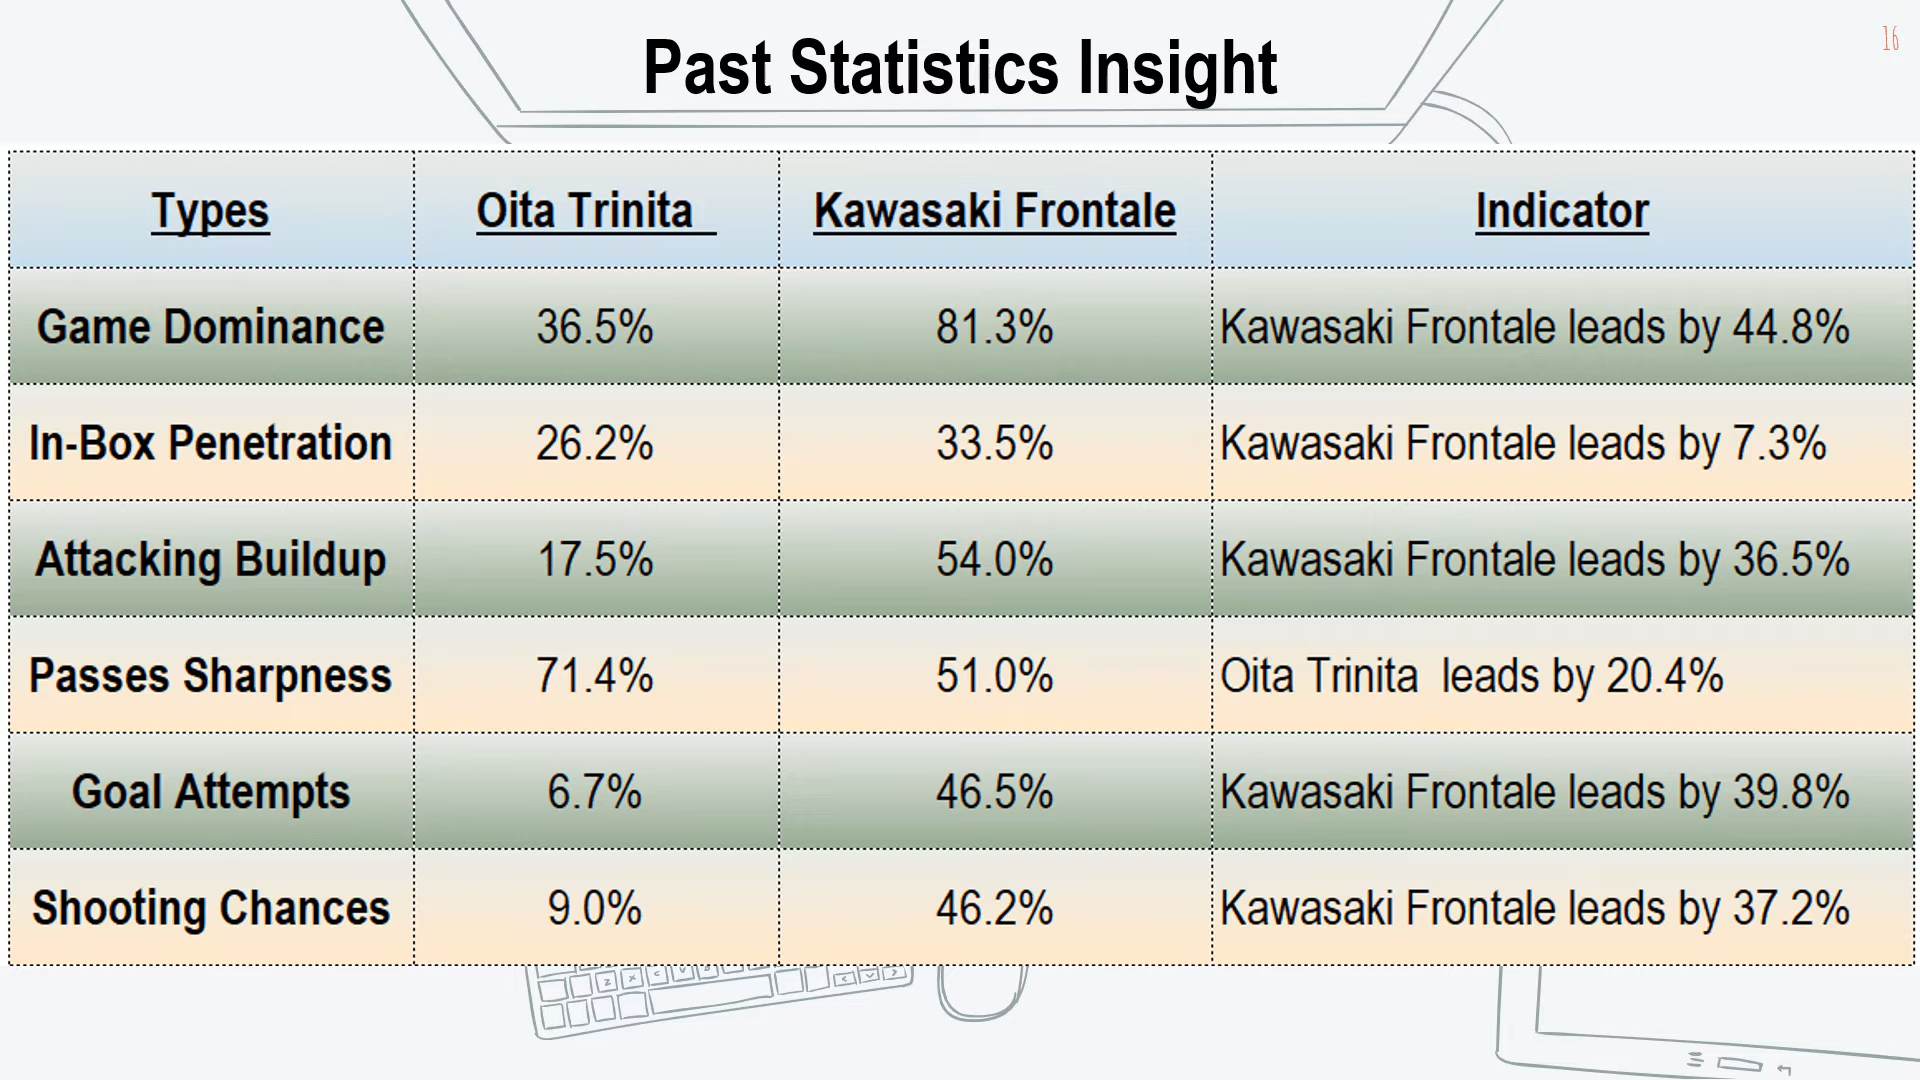 16
Past Statistics Insight
Types Oita Trinita Kawasaki Frontale Indicator
Game Dominance 36.5% 81.3% Kawasaki Frontale leads by 44.8%
In-Box Penetration 26.2% 33.5% Kawasaki Frontale leads by 7.3%
Attacking Buildup 17.5% 54.0% Kawasaki Frontale leads by 36.5%
Passes Sharpness 71.4% 51.0% Oita Trinita leads by 20.4%
Goal Attempts 6.7% 46.5% Kawasaki Frontale leads by 39.8%
Shooting Chances 9.0% 46.2% Kawasaki Frontale leads by 37.2%